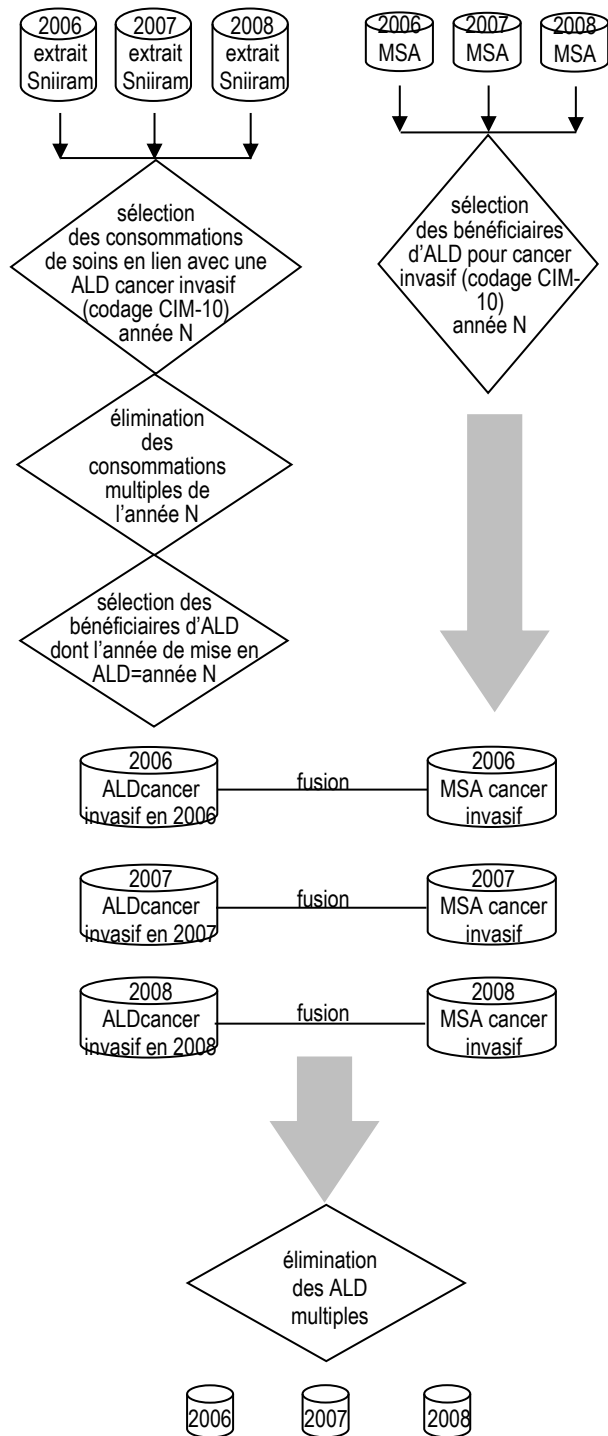 2006
extrait
Sniiram
2007
extrait
Sniiram
2008
extrait
Sniiram
2006
MSA
2007
MSA
2008
MSA
sélection
des consommations
de soins en lien avec une
ALD cancer invasif
(codage CIM-10)
année N
sélection
des bénéficiaires
d'ALD pour cancer
invasif (codage CIM-
10)
année N
élimination
des
consommations
multiples de
l'année N
sélection des
bénéficiaires d'ALD
dont l'année de mise en
ALD=année N
2006
ALDcancer
invasif en 2006
fusion
2006
MSA cancer
invasif
2007
ALDcancer
invasif en 2007
fusion
2007
MSA cancer
invasif
2008
ALDcancer
invasif en 2008
fusion
2008
MSA cancer
invasif
élimination
des ALD
multiples
2006
2007
2008